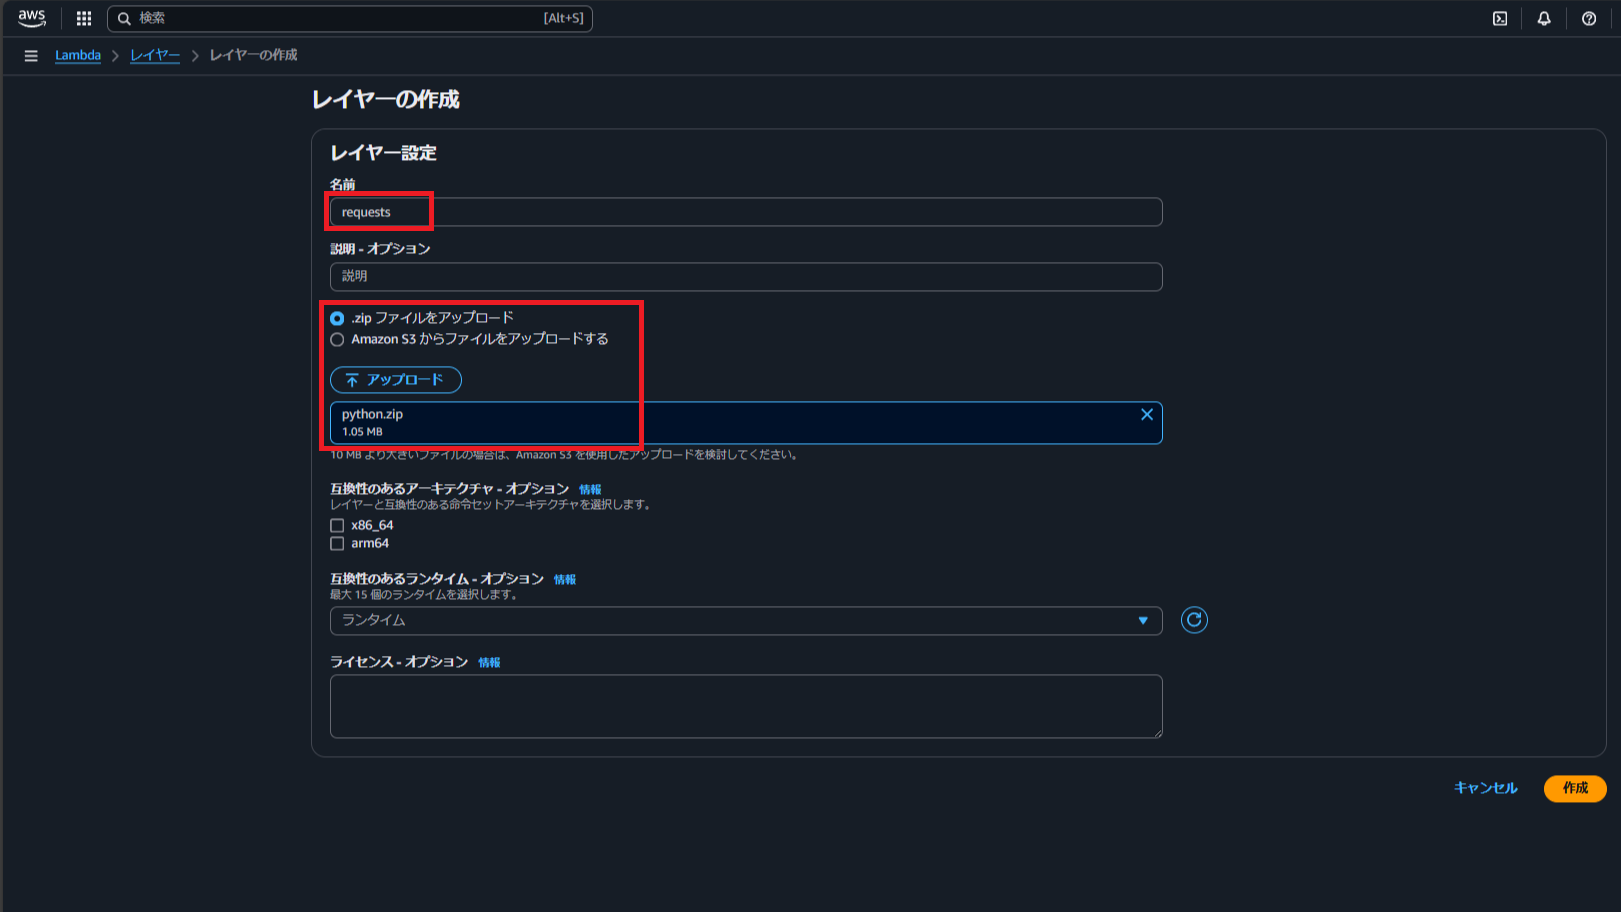 aws
検索
[Alt+S]
Lambda
レイヤー
レイヤーの作成
レイヤーの作成
レイヤー設定
名前
requests
説明 - オプション
説明
.zip ファイルをアップロード
Amazon S3 からファイルをアップロードする
アップロード
python.zip
1.05 MB
10 MB より大きいファイルの場合は、Amazon S3 を使用したアップロードを検討してください。
互換性のあるアーキテクチャ - オプション 情報
レイヤーと互換性のある命令セットアーキテクチャを選択します。
x86_64
arm64
互換性のあるランタイム - オプション 情報
最大 15 個のランタイムを選択します。
ランタイム
ライセンス - オプション 情報
キャンセル
作成